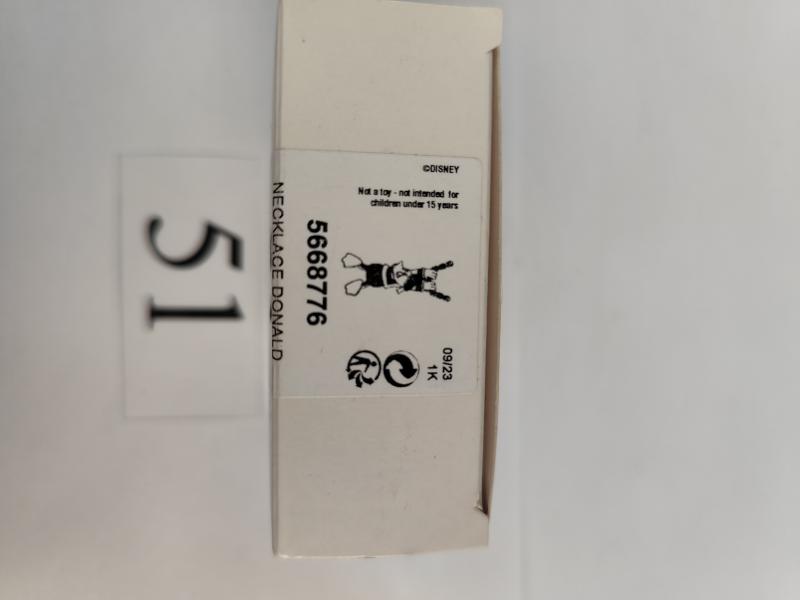 51
NECKLACE DONALD
5668776
09/23
1K
©DISNEY
Not a toy - not intended for
children under 15 years